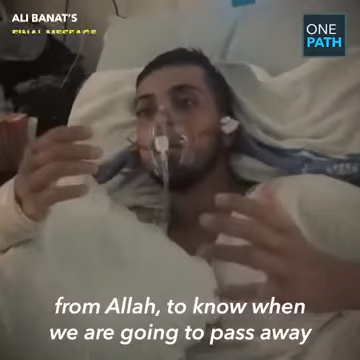 ALI BANAT'S
FINAL MESSAGE
ONE
PATH
from Allah, to know when
we are going to pass away